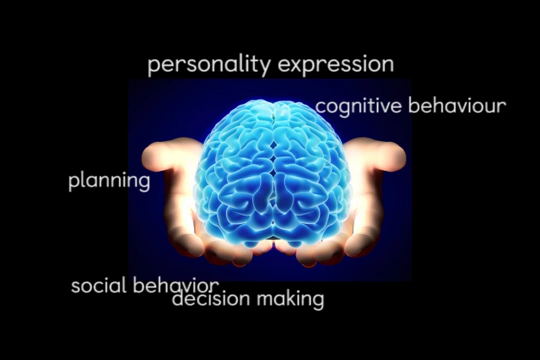 personality expression
cognitive behaviour
planning
social behavior
decision making